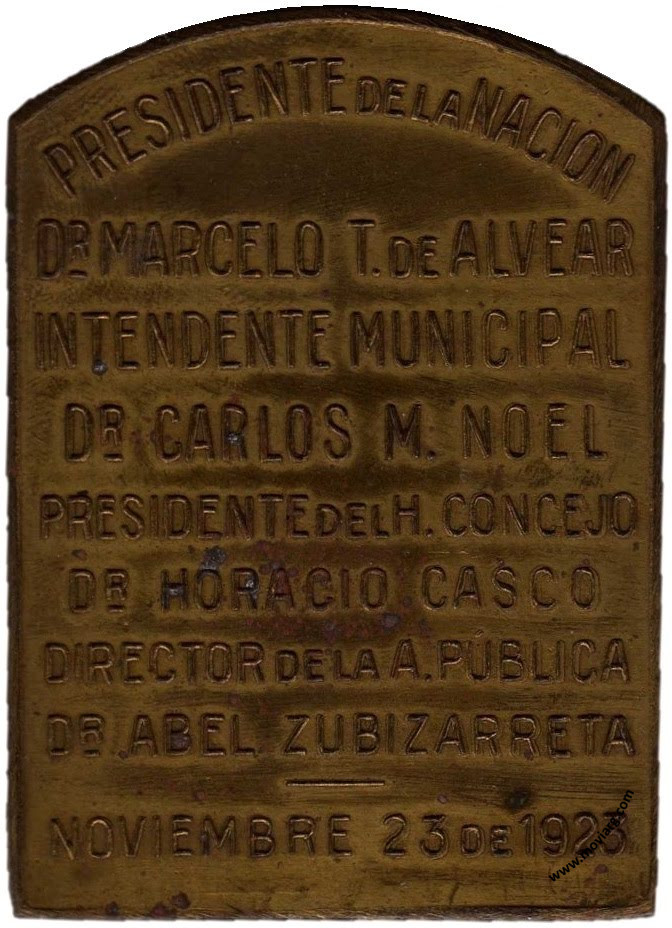 PRESIDENTE DE LA NACION
DR MARCELO T. DE ALVEAR
INTENDENTE MUNICIPAL
DR CARLOS M. NOEL
PRESIDENTE DEL H. CONCEJO
DR HORACIO CASCO
DIRECTOR DE LA A. PÚBLICA
DR ABEL ZUBIZARRETA
NOVIEMBRE 23 DE 1923